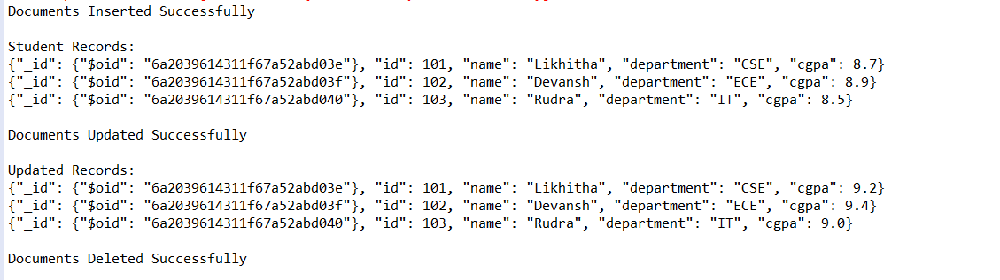 Documents Inserted Successfully
Student Records:
{"_id": {"$oid": "6a2039614311f67a52abd03e"}, "id": 101, "name": "Likhitha", "department": "CSE", "cgpa": 8.7}
{"_id": {"$oid": "6a2039614311f67a52abd03f"}, "id": 102, "name": "Devansh", "department": "ECE", "cgpa": 8.9}
{"_id": {"$oid": "6a2039614311f67a52abd040"}, "id": 103, "name": "Rudra", "department": "IT", "cgpa": 8.5}
Documents Updated Successfully
Updated Records:
{"_id": {"$oid": "6a2039614311f67a52abd03e"}, "id": 101, "name": "Likhitha", "department": "CSE", "cgpa": 9.2}
{"_id": {"$oid": "6a2039614311f67a52abd03f"}, "id": 102, "name": "Devansh", "department": "ECE", "cgpa": 9.4}
{"_id": {"$oid": "6a2039614311f67a52abd040"}, "id": 103, "name": "Rudra", "department": "IT", "cgpa": 9.0}
Documents Deleted Successfully